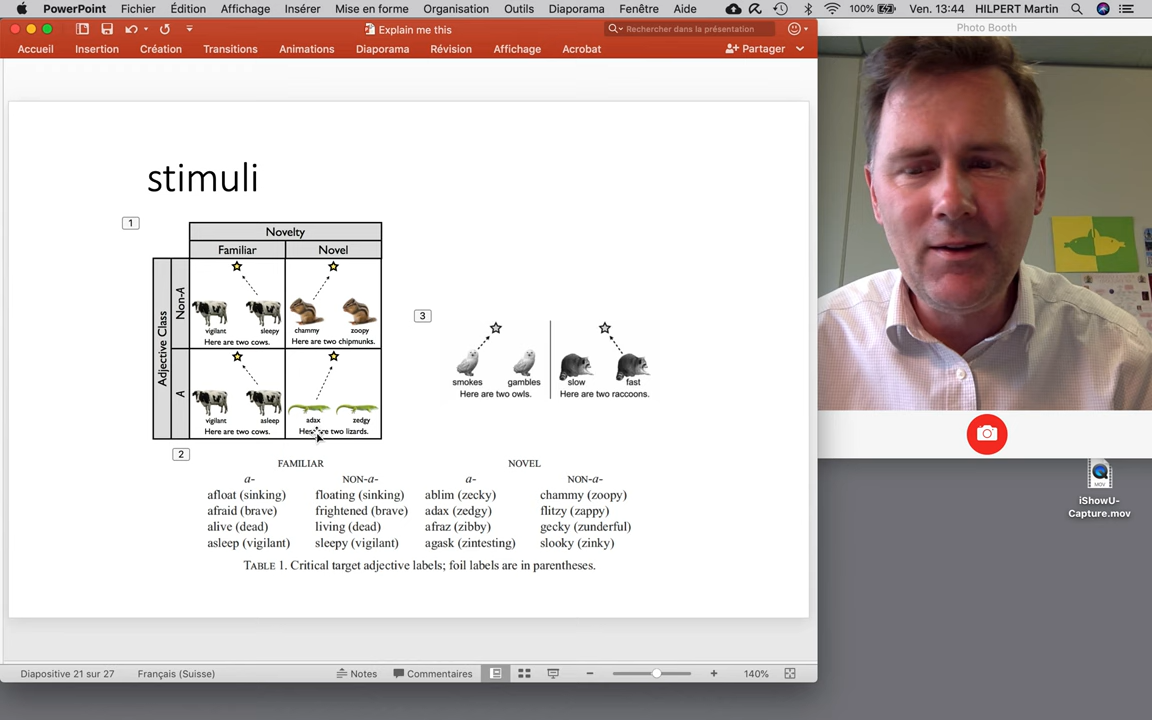 PowerPoint Fichier Édition Affichage Insérer Mise en forme Organisation Outils Diaporama Fenêtre Aide 100% Ven. 13:44 HILPERT Martin
Explain me this
Rechercher dans la présentation
Accueil Insertion Création Transitions Animations Diaporama Révision Affichage Acrobat Partager
Photo Booth
stimuli
1
Novelty
Familiar Novel
Adjective Class
Non-A
vigilant sleepy
Here are two cows.
chammy zoopy
Here are two chipmunks.
A
vigilant asleep
Here are two cows.
adax zedgy
Here are two lizards.
3
smokes gambles
Here are two owls.
slow fast
Here are two raccoons.
2
FAMILIAR NOVEL
a- NON-a- a- NON-a-
afloat (sinking) floating (sinking) ablim (zecky) chammy (zoopy)
afraid (brave) frightened (brave) adax (zedgy) flitzy (zappy)
alive (dead) living (dead) afraz (zibby) gecky (zunderful)
asleep (vigilant) sleepy (vigilant) agask (zintesting) slooky (zinky)
TABLE 1. Critical target adjective labels; foil labels are in parentheses.
MOV
iShowU-
Capture.mov
Diapositive 21 sur 27 Français (Suisse) Notes Commentaires 140%